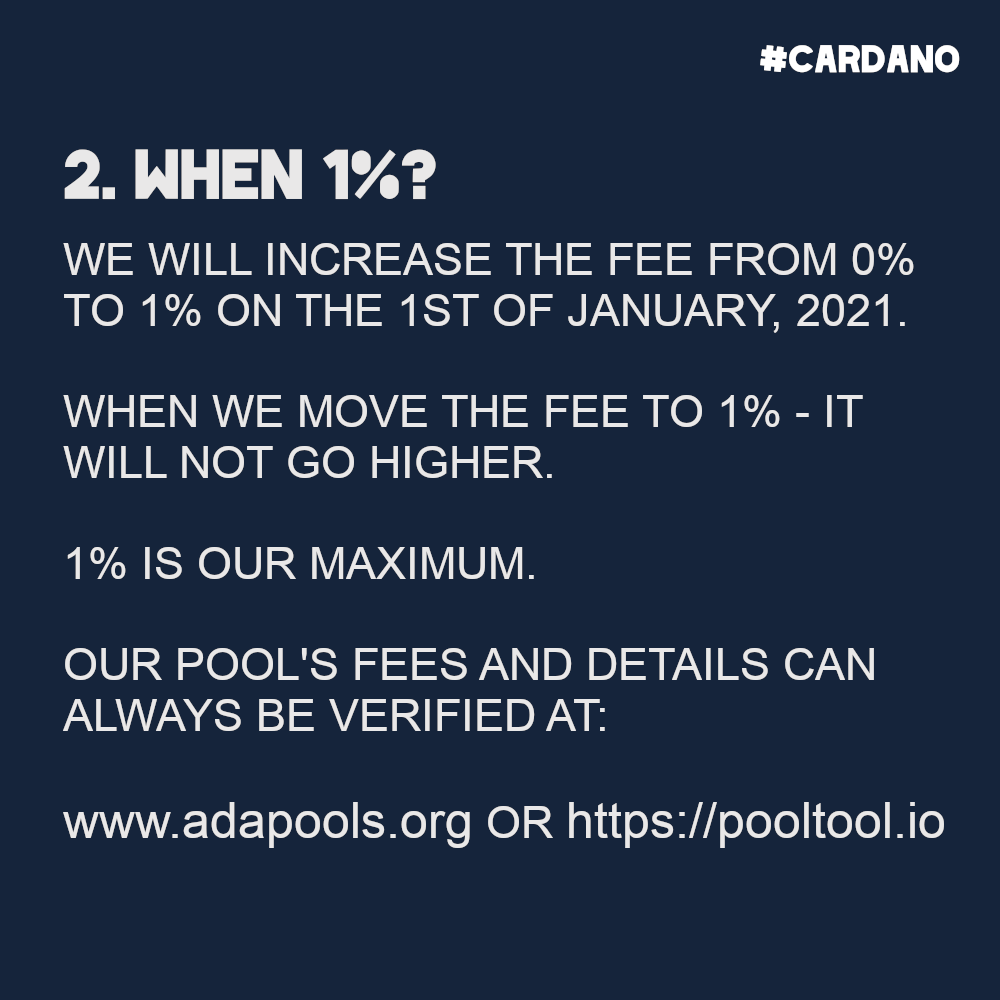 #CARDANO
2. WHEN 1%?
WE WILL INCREASE THE FEE FROM 0%
TO 1% ON THE 1ST OF JANUARY, 2021.
WHEN WE MOVE THE FEE TO 1% - IT
WILL NOT GO HIGHER.
1% IS OUR MAXIMUM.
OUR POOL'S FEES AND DETAILS CAN
ALWAYS BE VERIFIED AT:
www.adapools.org OR https://pooltool.io